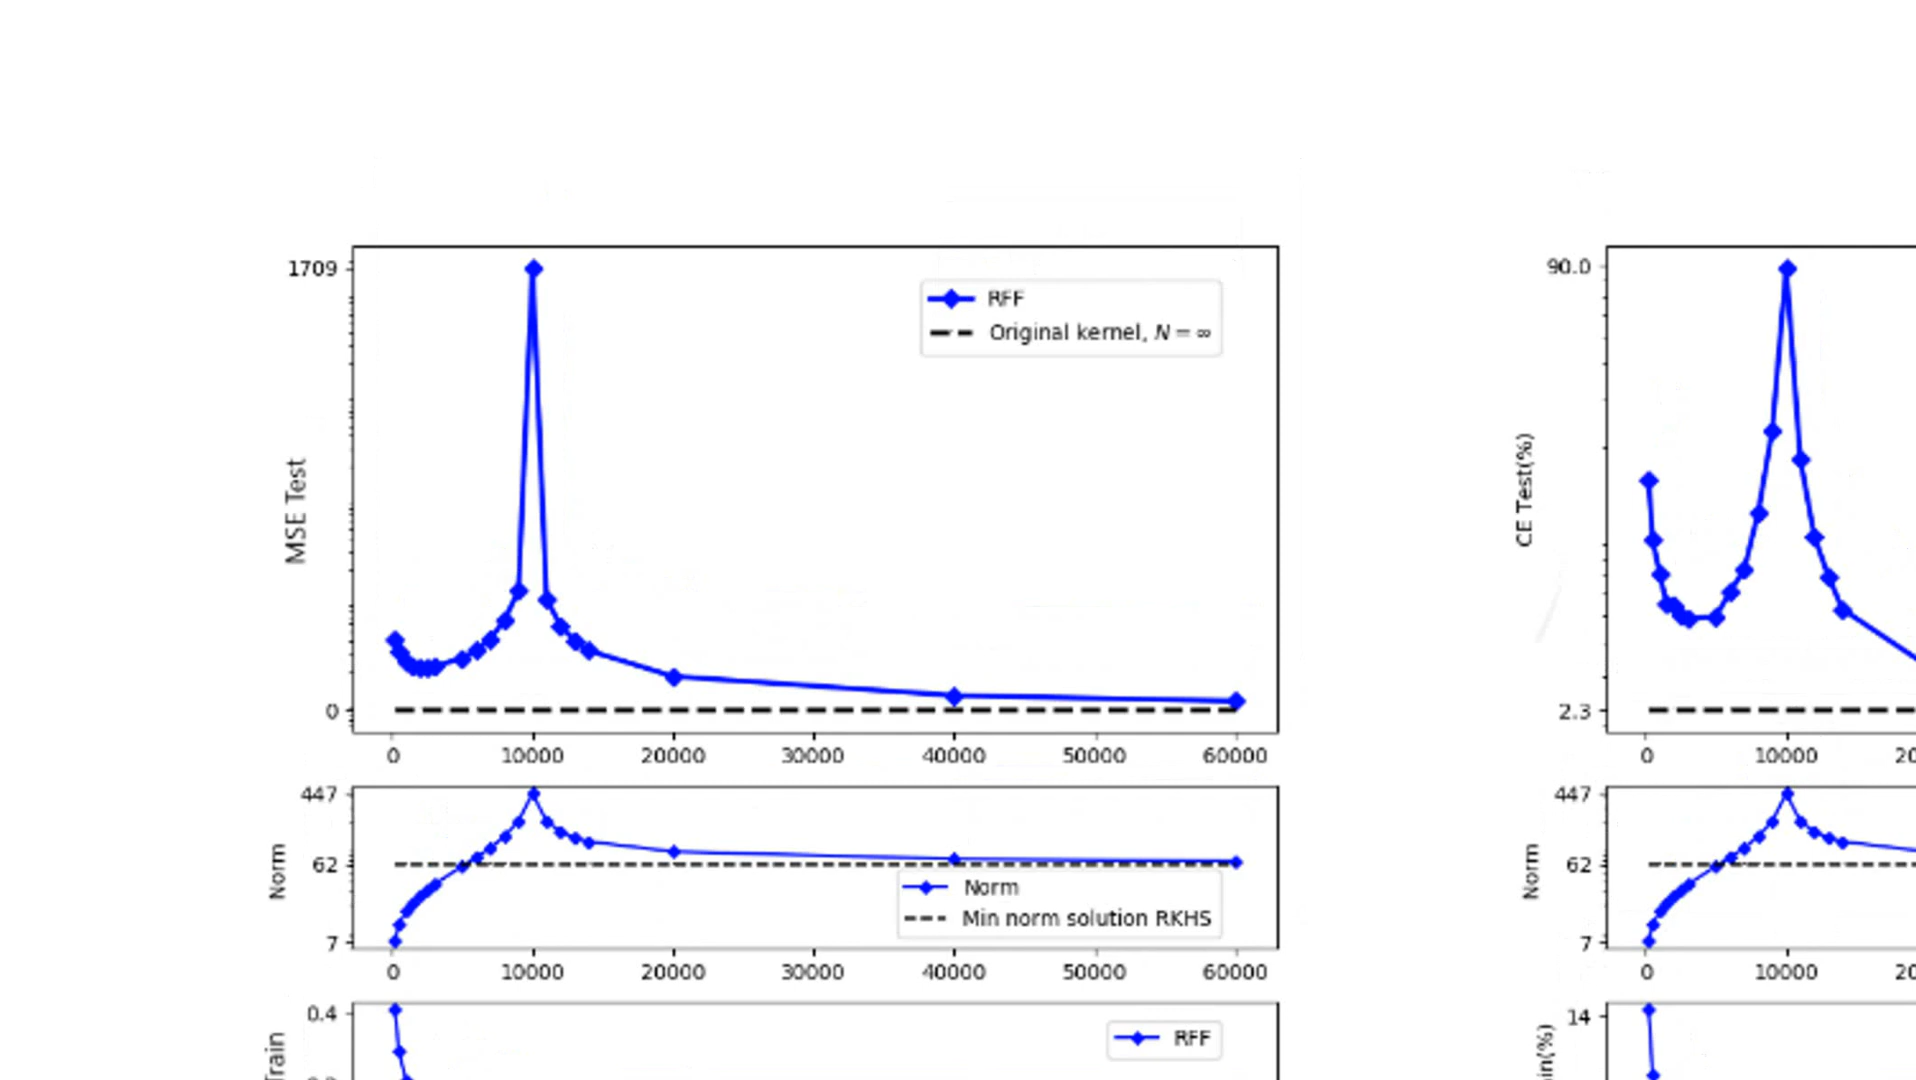 1709
RFF
Original kernel, N = ∞
MSE Test
0
0 10000 20000 30000 40000 50000 60000
447
62
7
Norm
Norm
Min norm solution RKHS
0 10000 20000 30000 40000 50000 60000
0.4
RFF
Train
90.0
CE Test(%)
2.3
0 10000
447
62
7
Norm
0 10000
14